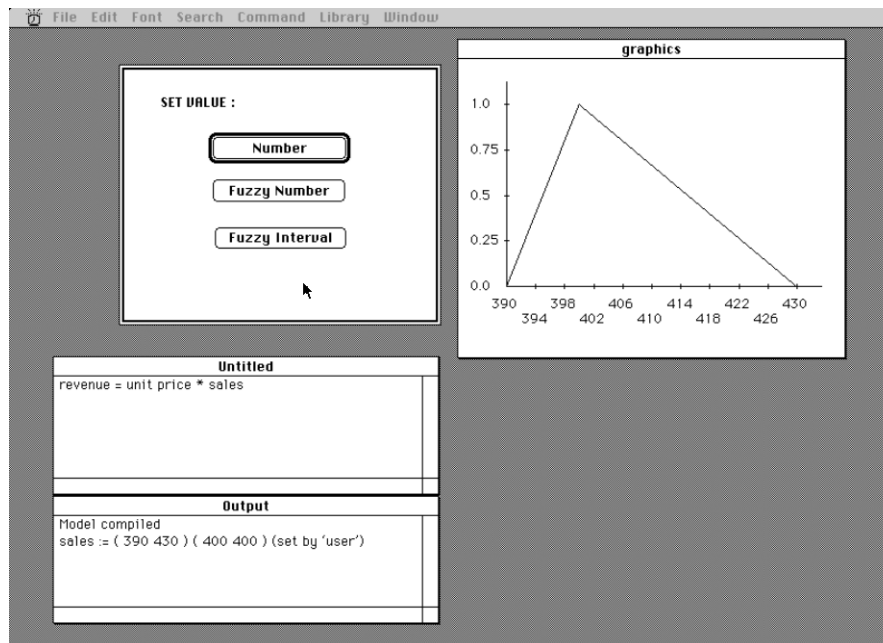 File Edit Font Search Command Library Window
SET VALUE :
Number
Fuzzy Number
Fuzzy Interval
graphics
1.0
0.75
0.5
0.25
0.0
390 398 406 414 422 430
394 402 410 418 426
Untitled
revenue = unit price * sales
Output
Model compiled
sales := ( 390 430 ) ( 400 400 ) (set by 'user')